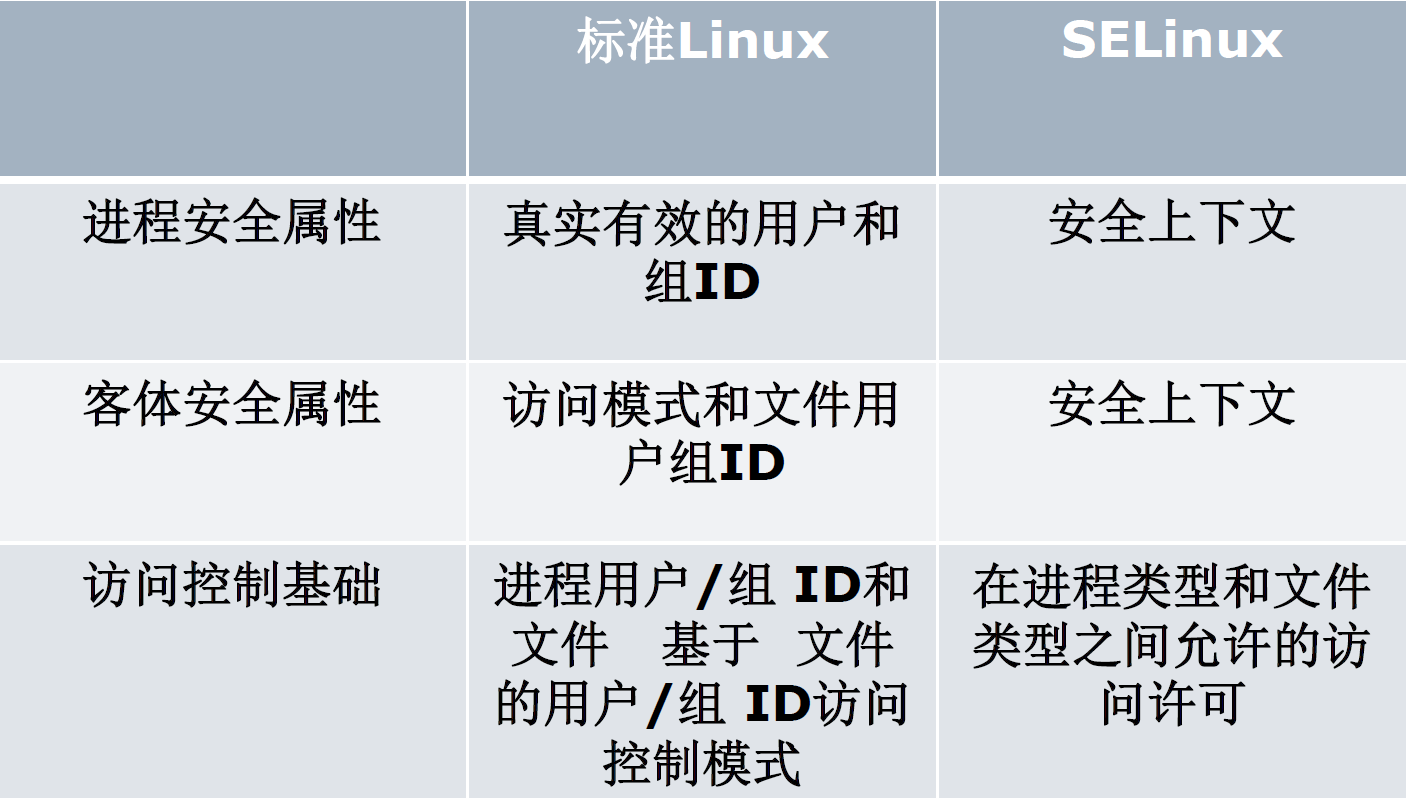 标准Linux
SELinux
进程安全属性
真实有效的用户和
组ID
安全上下文
客体安全属性
访问模式和文件用
户组ID
安全上下文
访问控制基础
进程用户/组 ID和
文件 基于 文件
的用户/组 ID访问
控制模式
在进程类型和文件
类型之间允许的访
问许可